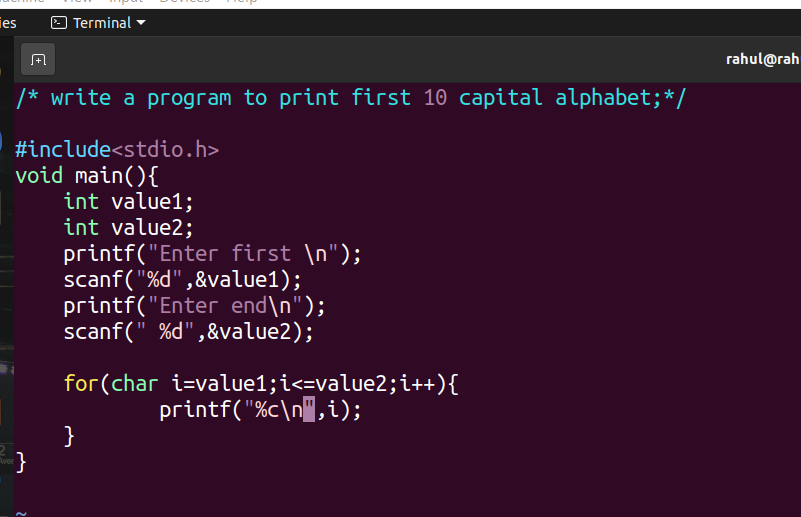 Terminal
rahul@rah
/* write a program to print first 10 capital alphabet;*/
#include<stdio.h>
void main(){
    int value1;
    int value2;
    printf("Enter first \n");
    scanf("%d",&value1);
    printf("Enter end\n");
    scanf(" %d",&value2);
    for(char i=value1;i<=value2;i++){
            printf("%c\n",i);
    }
}
~